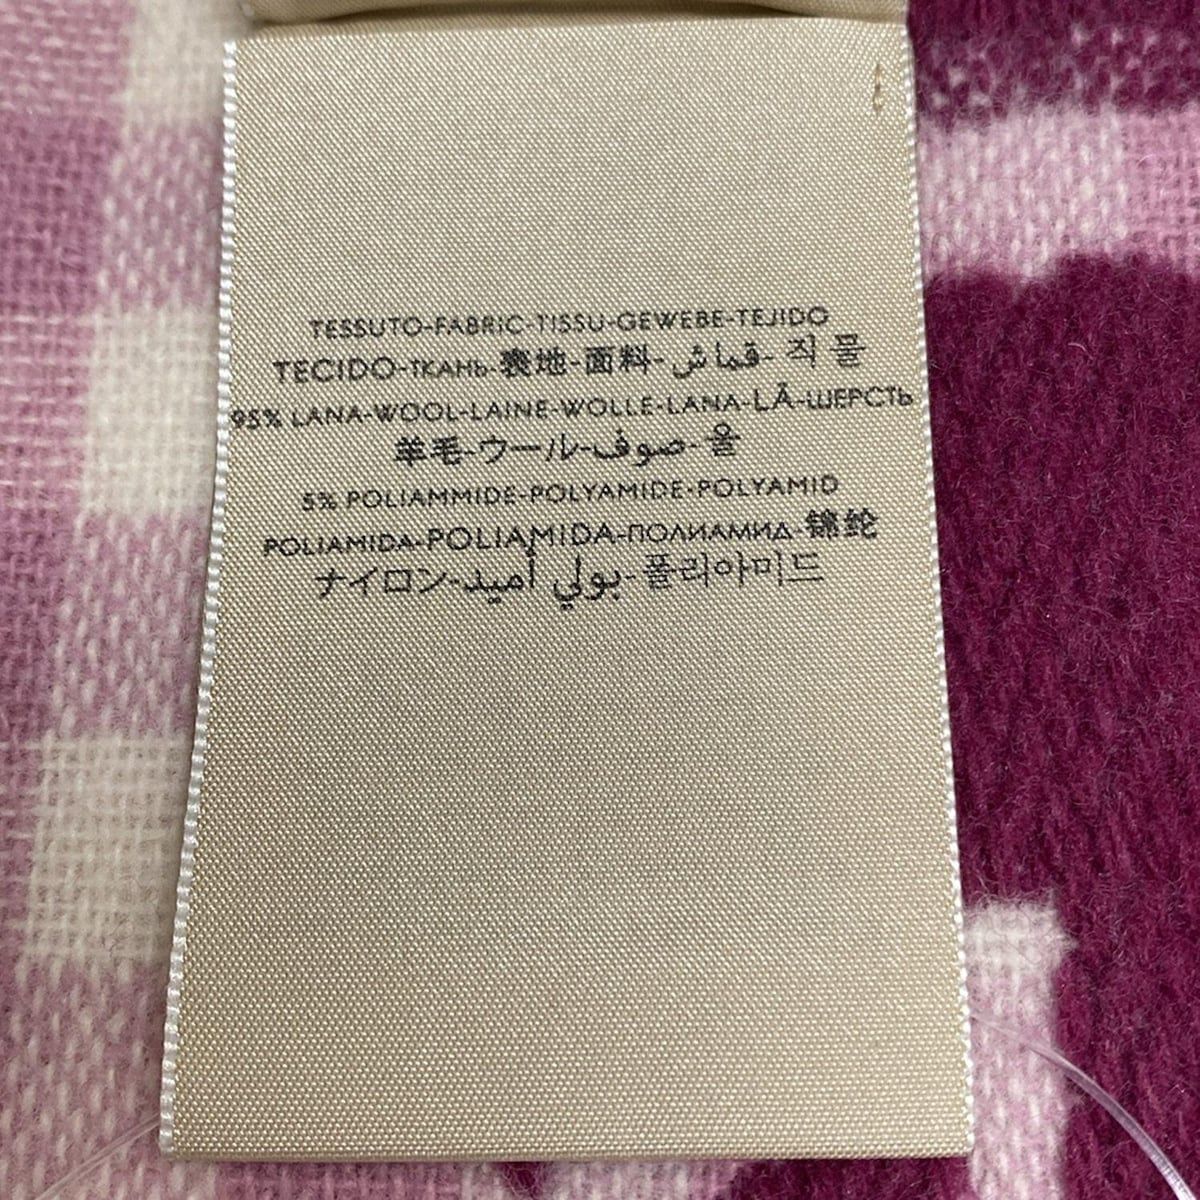 TESSUTO-FABRIC-TISSU-GEWEBE-TEJIDO
TECIDO-ТКАНЬ-表地-面料-قماش-직물
95% LANA-WOOL-LAINE-WOLLE-LANA-LÃ-ШЕРСТЬ
羊毛-ウール-صوف-울
5% POLIAMMIDE-POLYAMIDE-POLYAMID
POLIAMIDA-POLIAMIDA-ПОЛИАМИД-锦纶
ナイロン-بولي أميد-폴리아미드